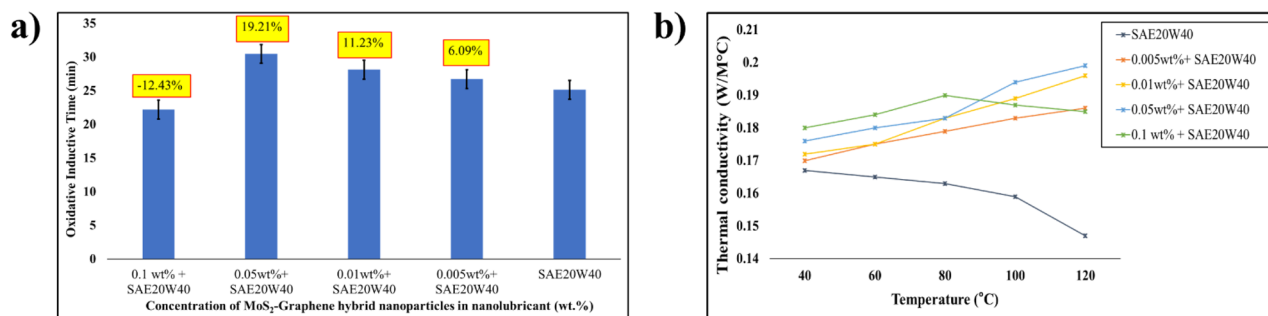 a)
35
30
25
20
15
10
5
0
Oxidative Inductive Time (min)
-12.43%
19.21%
11.23%
6.09%
0.1 wt% +
SAE20W40
0.05wt%+
SAE20W40
0.01wt%+
SAE20W40
0.005wt%+
SAE20W40
SAE20W40
Concentration of MoS₂-Graphene hybrid nanoparticles in nanolubricant (wt.%)
b)
Thermal conductivity (W/M°C)
0.2
0.19
0.18
0.17
0.16
0.15
0.14
40
60
80
100
120
Temperature (°C)
SAE20W40
0.005wt%+ SAE20W40
0.01wt%+ SAE20W40
0.05wt%+ SAE20W40
0.1 wt% + SAE20W40